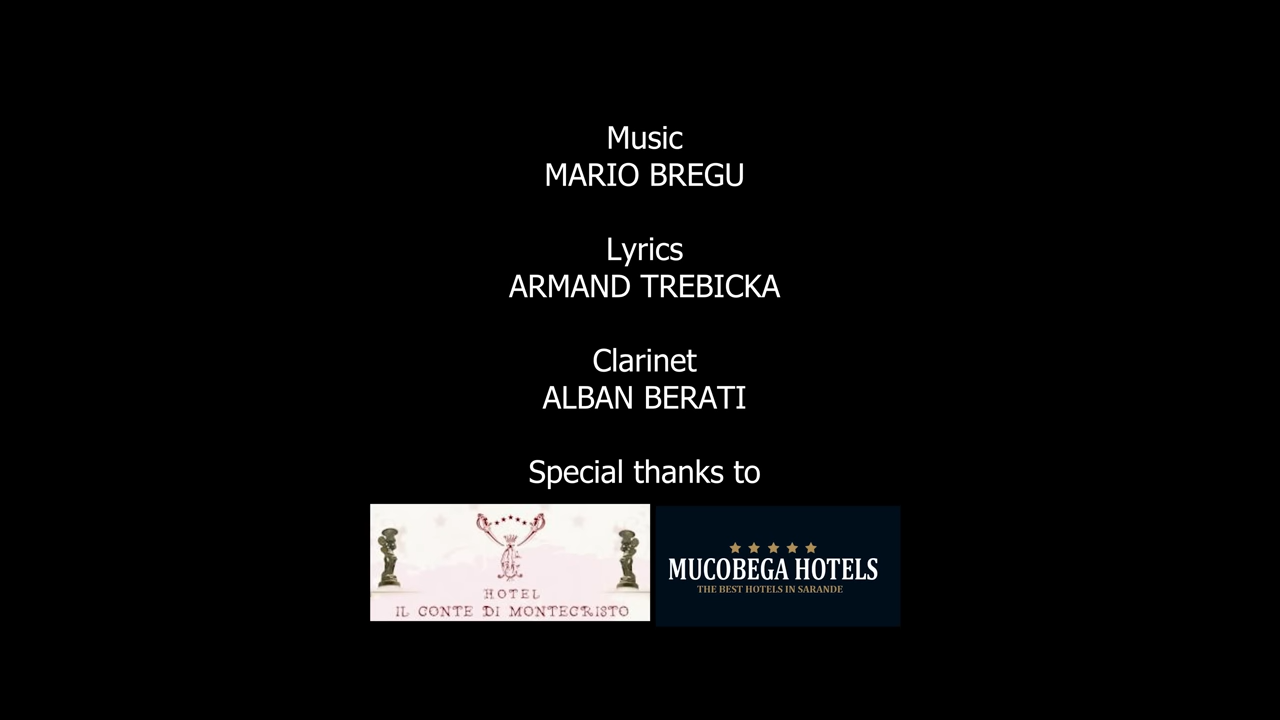 Music
MARIO BREGU
Lyrics
ARMAND TREBICKA
Clarinet
ALBAN BERATI
Special thanks to
HOTEL
IL CONTE DI MONTECRISTO
MUCOBEGA HOTELS
THE BEST HOTELS IN SARANDE